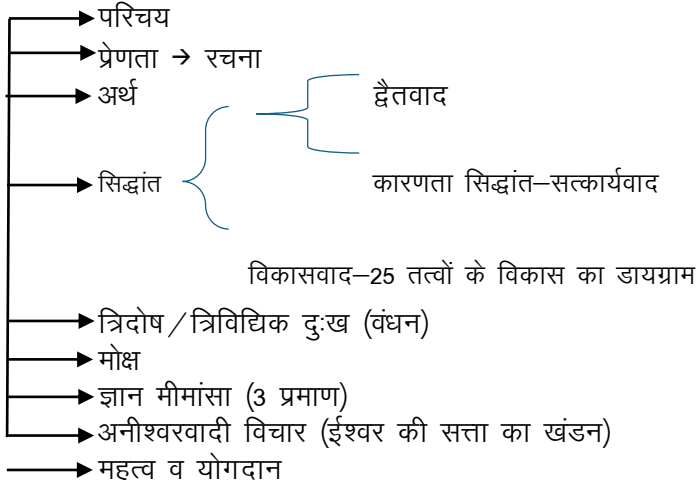 परिचय
प्रेणता → रचना
अर्थ
द्वैतवाद
सिद्धांत
कारणता सिद्धांत–सत्कार्यवाद
विकासवाद–25 तत्वों के विकास का डायग्राम
त्रिदोष/त्रिविद्यिक दुःख (वंधन)
मोक्ष
ज्ञान मीमांसा (3 प्रमाण)
अनीश्वरवादी विचार (ईश्वर की सत्ता का खंडन)
महत्व व योगदान